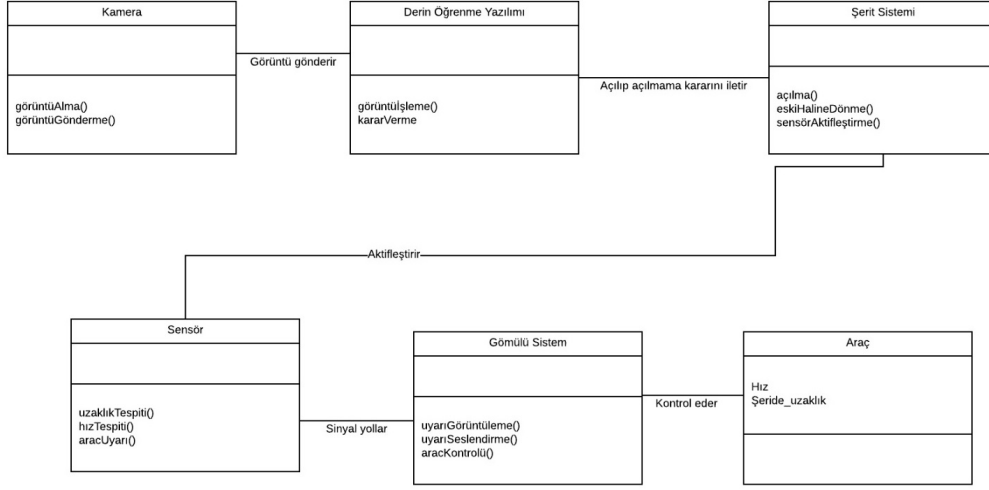 Kamera
görüntüAlma()
görüntüGönderme()
Görüntü gönderir
Derin Öğrenme Yazılımı
görüntüİşleme()
kararVerme
Açılıp açılmama kararını iletir
Şerit Sistemi
açılma()
eskiHalineDönme()
sensörAktifleştirme()
Aktifleştirir
Sensör
uzaklıkTespiti()
hızTespiti()
aracUyarı()
Sinyal yollar
Gömülü Sistem
uyarıGörüntüleme()
uyarıSeslendirme()
aracKontrolü()
Kontrol eder
Araç
Hız
Şeride_uzaklık